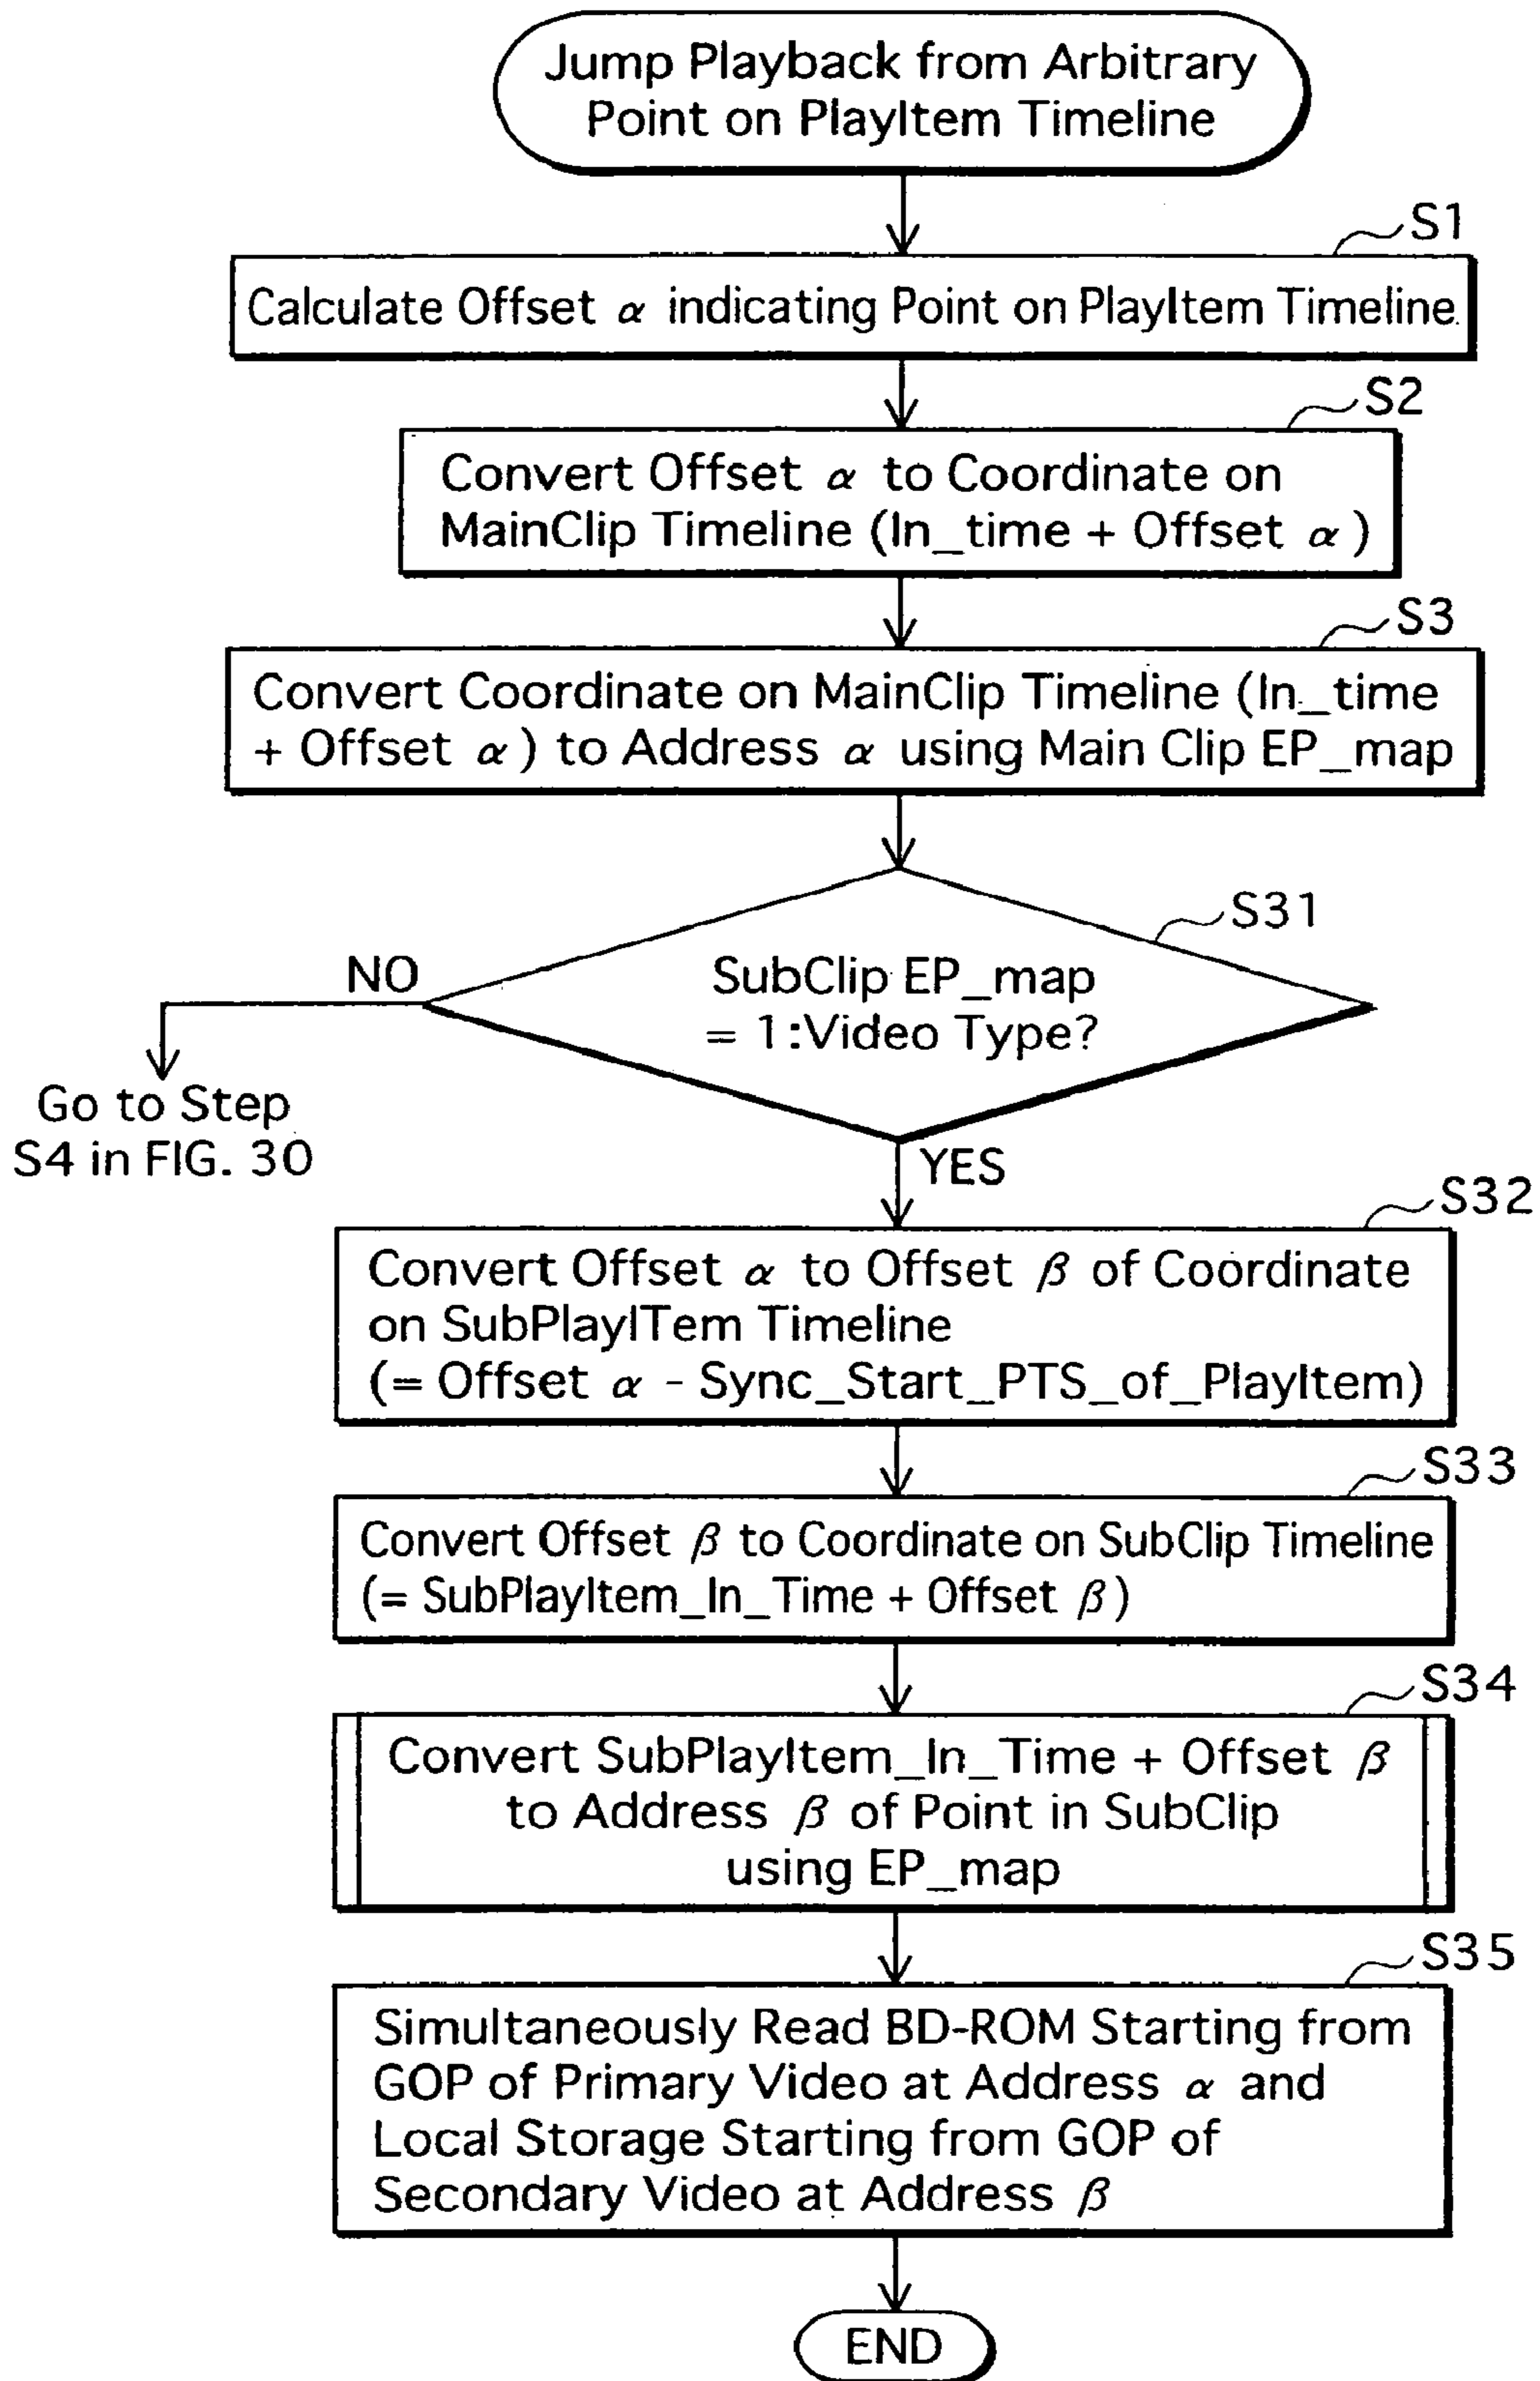 Jump Playback from Arbitrary
Point on PlayItem Timeline
S1
Calculate Offset α indicating Point on PlayItem Timeline
S2
Convert Offset α to Coordinate on
MainClip Timeline (In_time + Offset α)
S3
Convert Coordinate on MainClip Timeline (In_time
+ Offset α) to Address α using Main Clip EP_map
S31
NO
SubClip EP_map
= 1:Video Type?
Go to Step
S4 in FIG. 30
YES
S32
Convert Offset α to Offset β of Coordinate
on SubPlayITem Timeline
(= Offset α - Sync_Start_PTS_of_PlayItem)
S33
Convert Offset β to Coordinate on SubClip Timeline
(= SubPlayItem_In_Time + Offset β)
S34
Convert SubPlayItem_In_Time + Offset β
to Address β of Point in SubClip
using EP_map
S35
Simultaneously Read BD-ROM Starting from
GOP of Primary Video at Address α and
Local Storage Starting from GOP of
Secondary Video at Address β
END